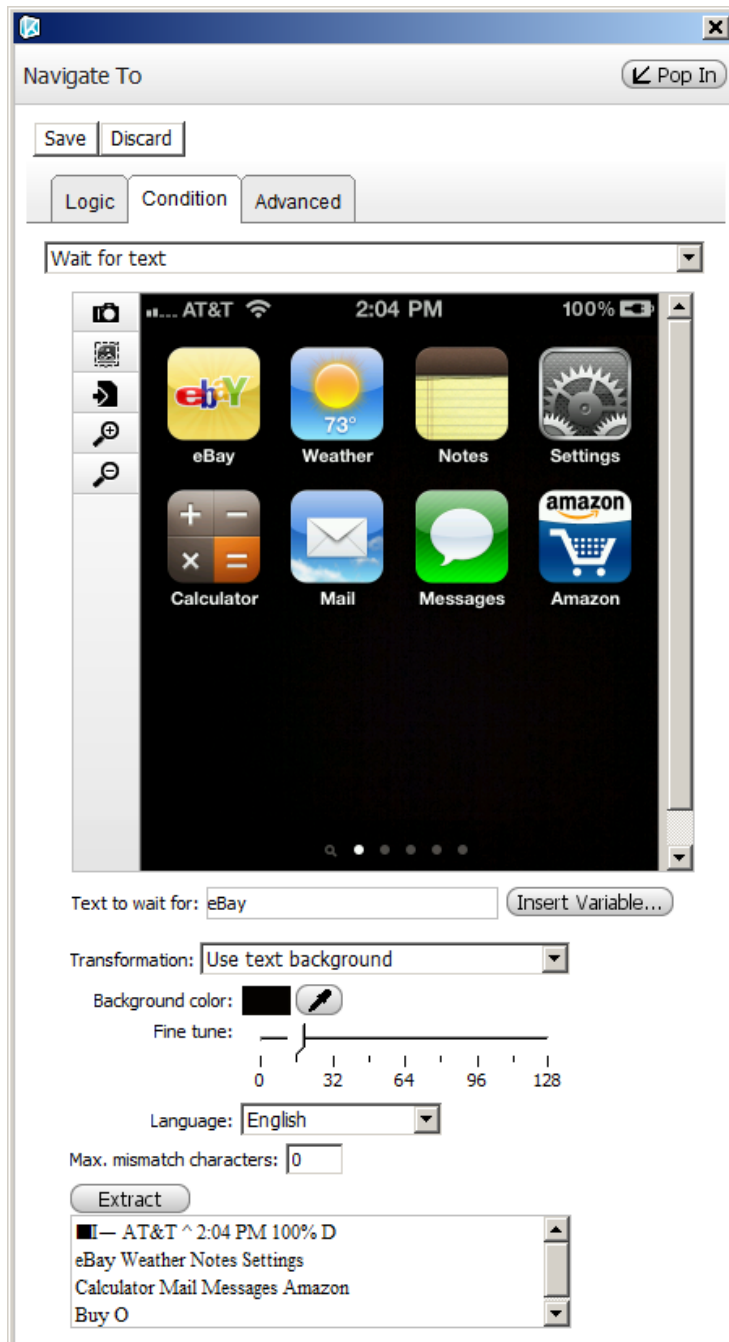 Navigate To
Pop In
Save Discard
Logic Condition Advanced
Wait for text
AT&T 2:04 PM 100%
ebaY
73°
eBay Weather Notes Settings
amazon
Calculator Mail Messages Amazon
Text to wait for: eBay Insert Variable...
Transformation: Use text background
Background color:
Fine tune:
0 32 64 96 128
Language: English
Max. mismatch characters: 0
Extract
■I— AT&T ^ 2:04 PM 100% D
eBay Weather Notes Settings
Calculator Mail Messages Amazon
Buy O